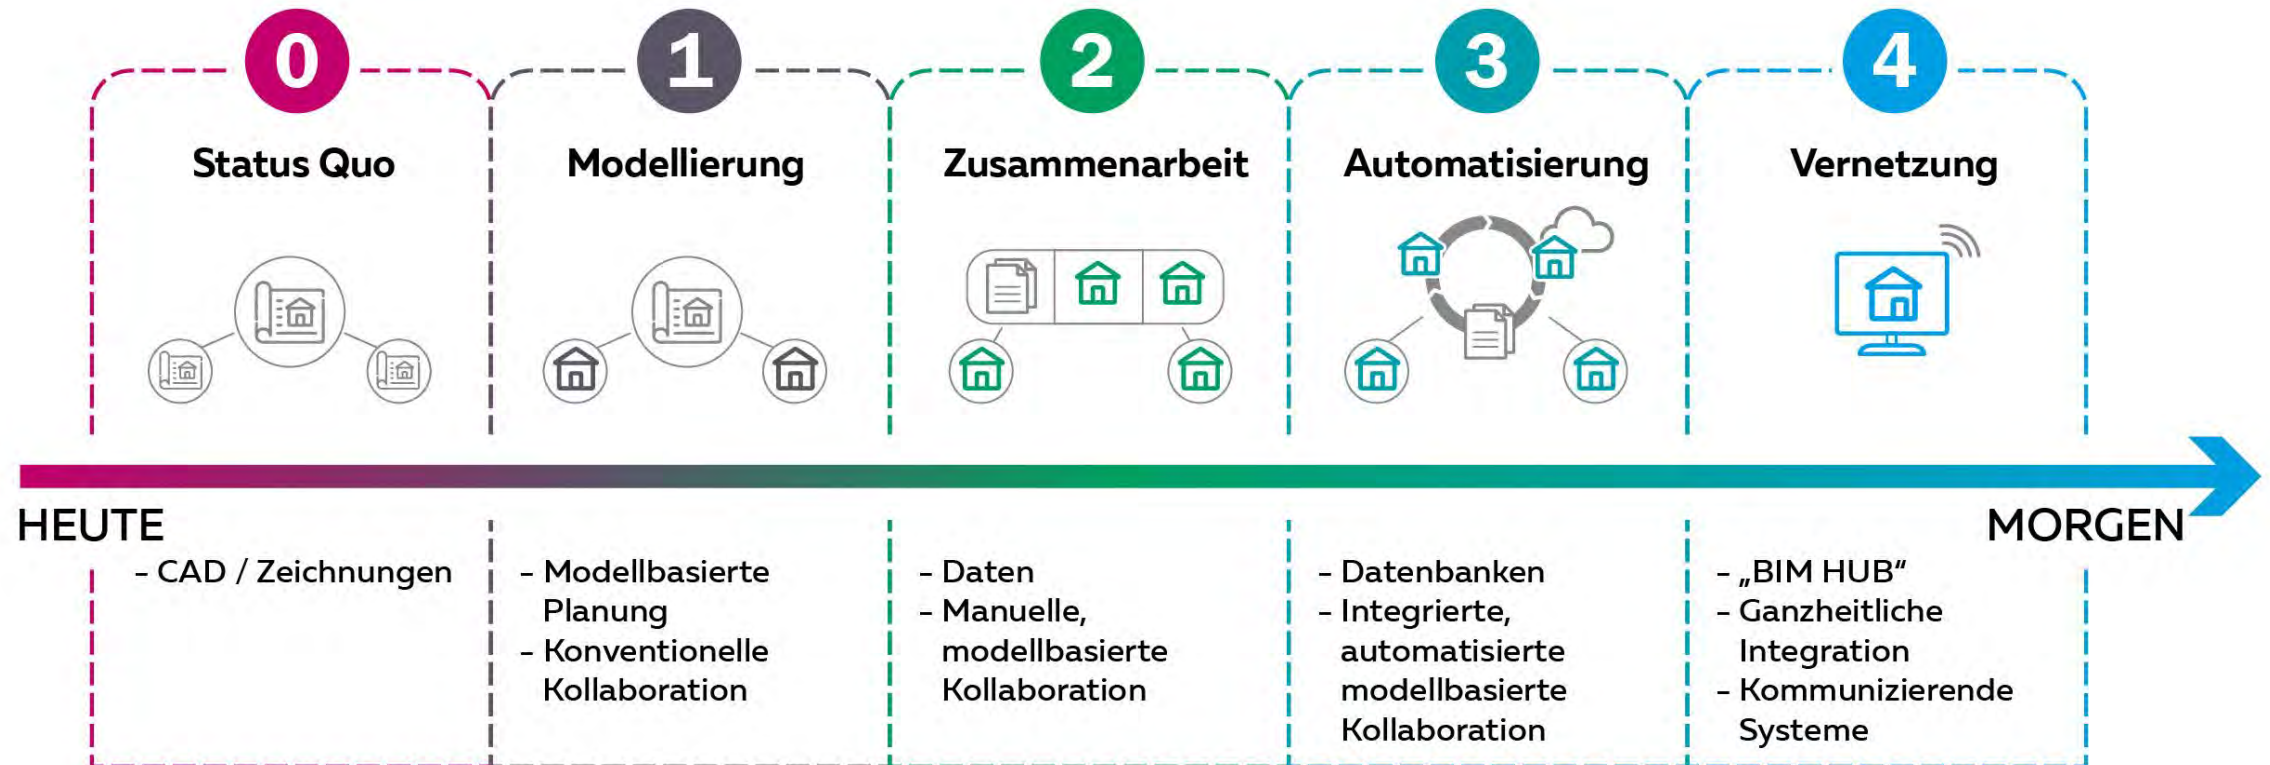 0
1
2
3
4
Status Quo
Modellierung
Zusammenarbeit
Automatisierung
Vernetzung
HEUTE
MORGEN
- CAD / Zeichnungen
- Modellbasierte
Planung
- Konventionelle
Kollaboration
- Daten
- Manuelle,
modellbasierte
Kollaboration
- Datenbanken
- Integrierte,
automatisierte
modellbasierte
Kollaboration
- „BIM HUB“
- Ganzheitliche
Integration
- Kommunizierende
Systeme